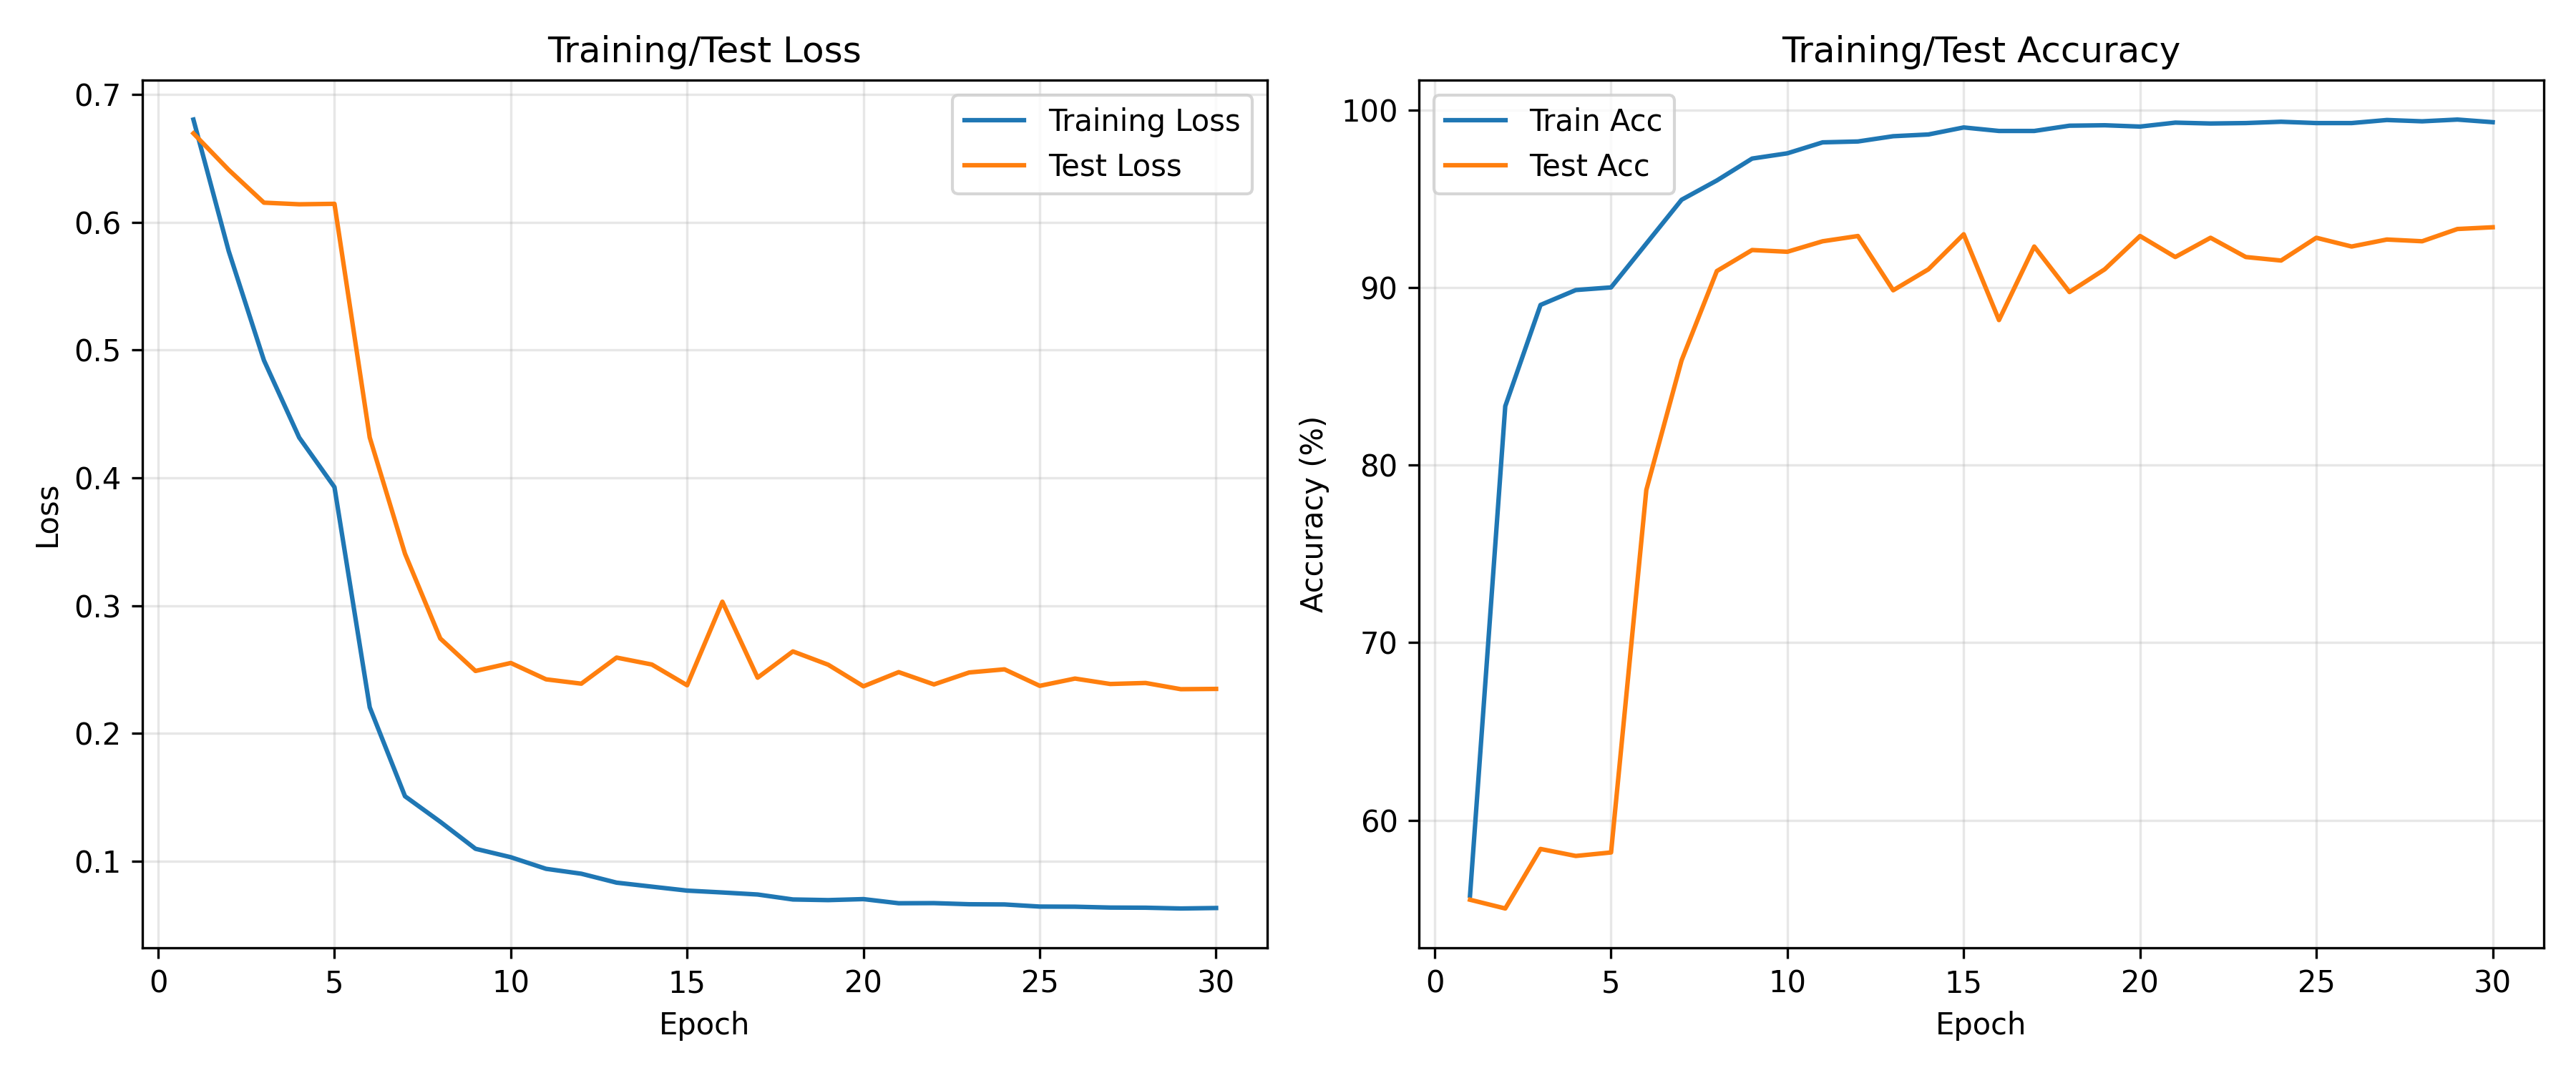 Training/Test Loss
Training Loss
Test Loss
Loss
0.7
0.6
0.5
0.4
0.3
0.2
0.1
0 5 10 15 20 25 30
Epoch
Training/Test Accuracy
Train Acc
Test Acc
Accuracy (%)
100
90
80
70
60
0 5 10 15 20 25 30
Epoch